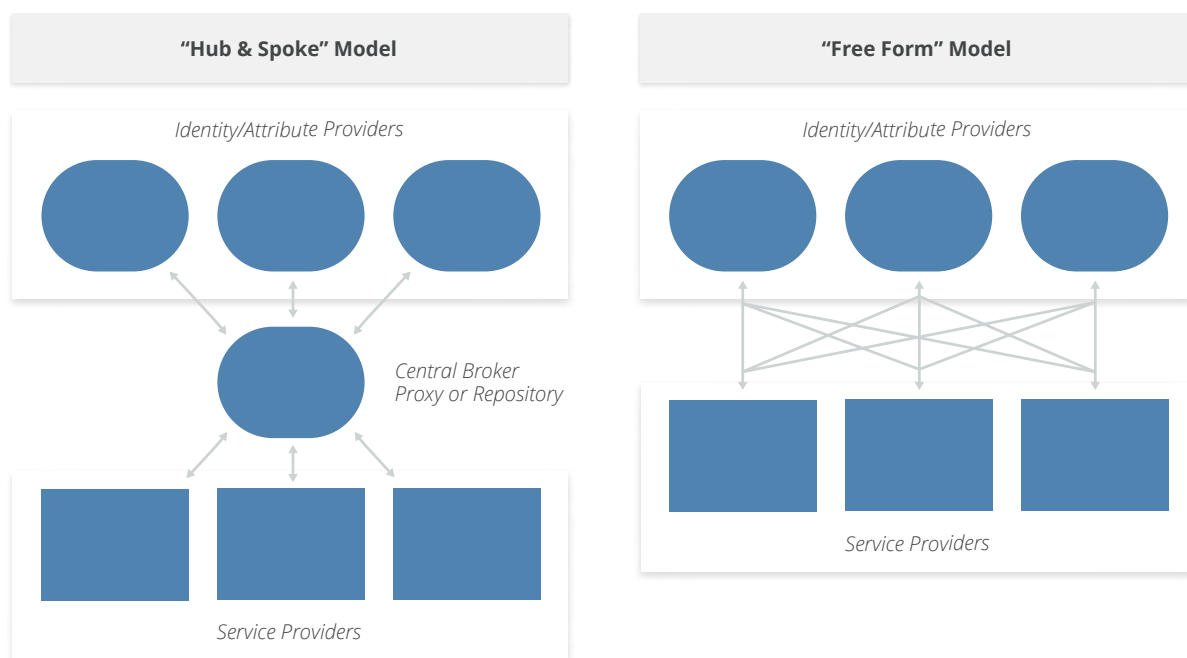 “Hub & Spoke” Model
Identity/Attribute Providers
Central Broker
Proxy or Repository
Service Providers
“Free Form” Model
Identity/Attribute Providers
Service Providers